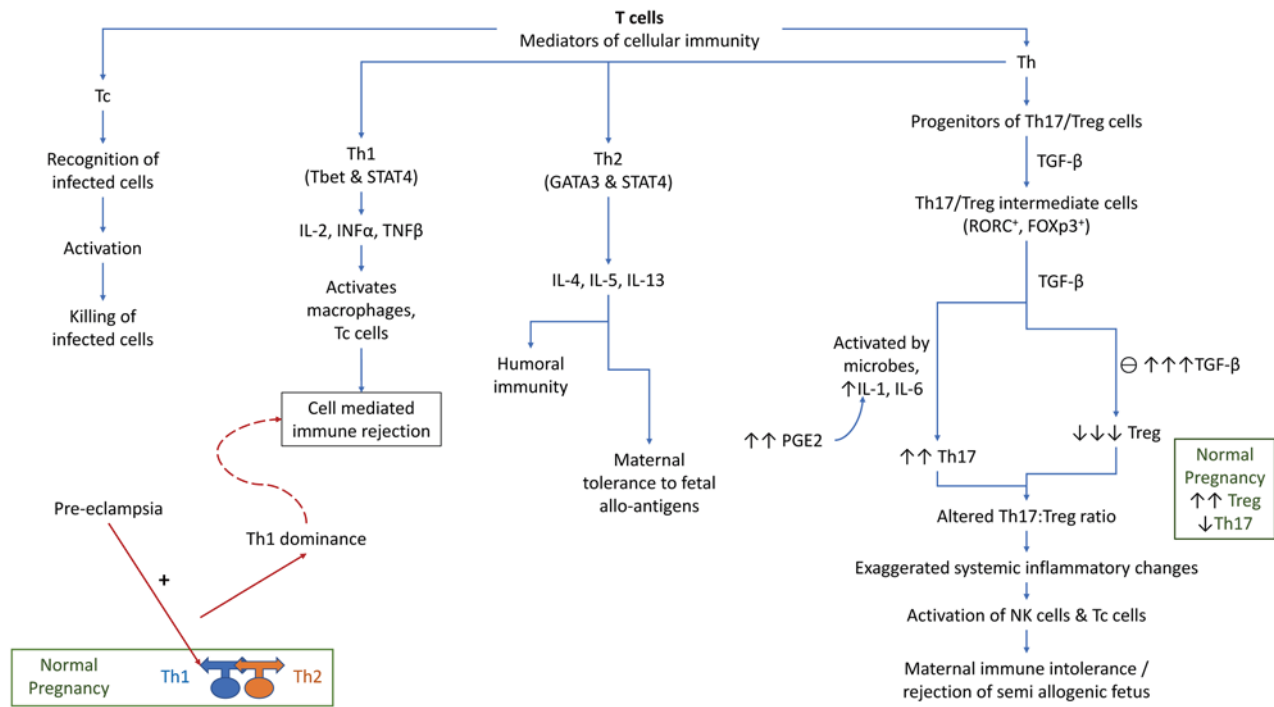 T cells
Mediators of cellular immunity
Tc
Recognition of
infected cells
Activation
Killing of
infected cells
Th1
(Tbet & STAT4)
IL-2, INFα, TNFβ
Activates
macrophages,
Tc cells
Cell mediated
immune rejection
Th2
(GATA3 & STAT4)
IL-4, IL-5, IL-13
Humoral
immunity
Maternal
tolerance to fetal
allo-antigens
Th
Progenitors of Th17/Treg cells
TGF-β
Th17/Treg intermediate cells
(RORC⁺, FOXp3⁺)
TGF-β
Activated by
microbes,
↑IL-1, IL-6
↑↑ PGE2
↑↑ Th17
⊖ ↑↑↑TGF-β
↓↓↓ Treg
Normal
Pregnancy
↑↑ Treg
↓Th17
Altered Th17:Treg ratio
Exaggerated systemic inflammatory changes
Activation of NK cells & Tc cells
Maternal immune intolerance /
rejection of semi allogenic fetus
Pre-eclampsia
+
Th1 dominance
Normal
Pregnancy
Th1
Th2